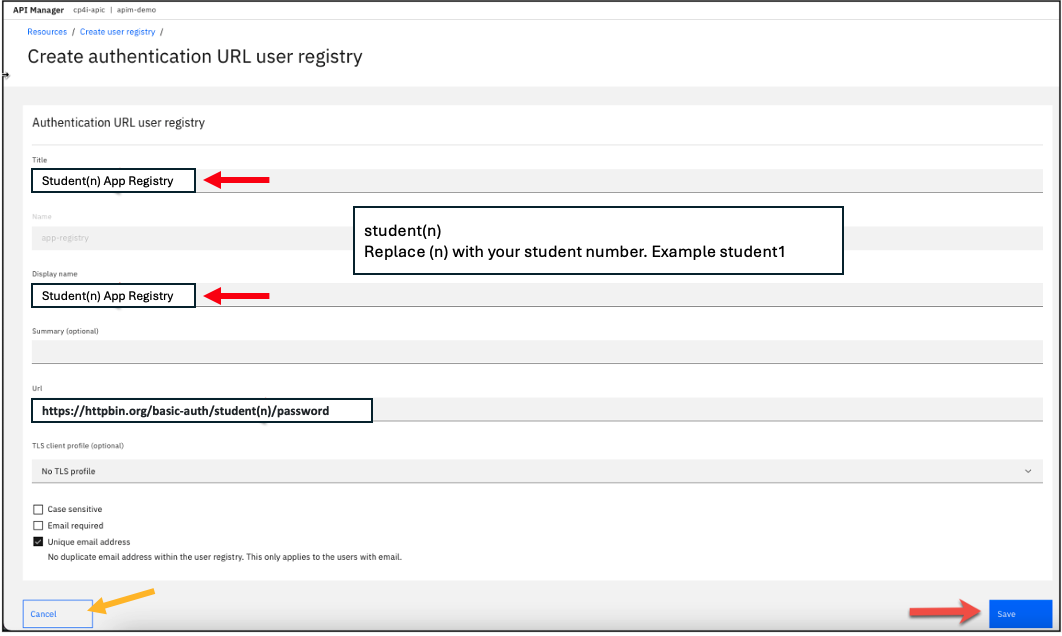 API Manager cp4i-apic | apim-demo
Resources / Create user registry /
Create authentication URL user registry
Authentication URL user registry
Title
Student(n) App Registry
Name
app-registry
student(n)
Replace (n) with your student number. Example student1
Display name
Student(n) App Registry
Summary (optional)
Url
https://httpbin.org/basic-auth/student(n)/password
TLS client profile (optional)
No TLS profile
Case sensitive
Email required
Unique email address
No duplicate email address within the user registry. This only applies to the users with email.
Cancel
Save